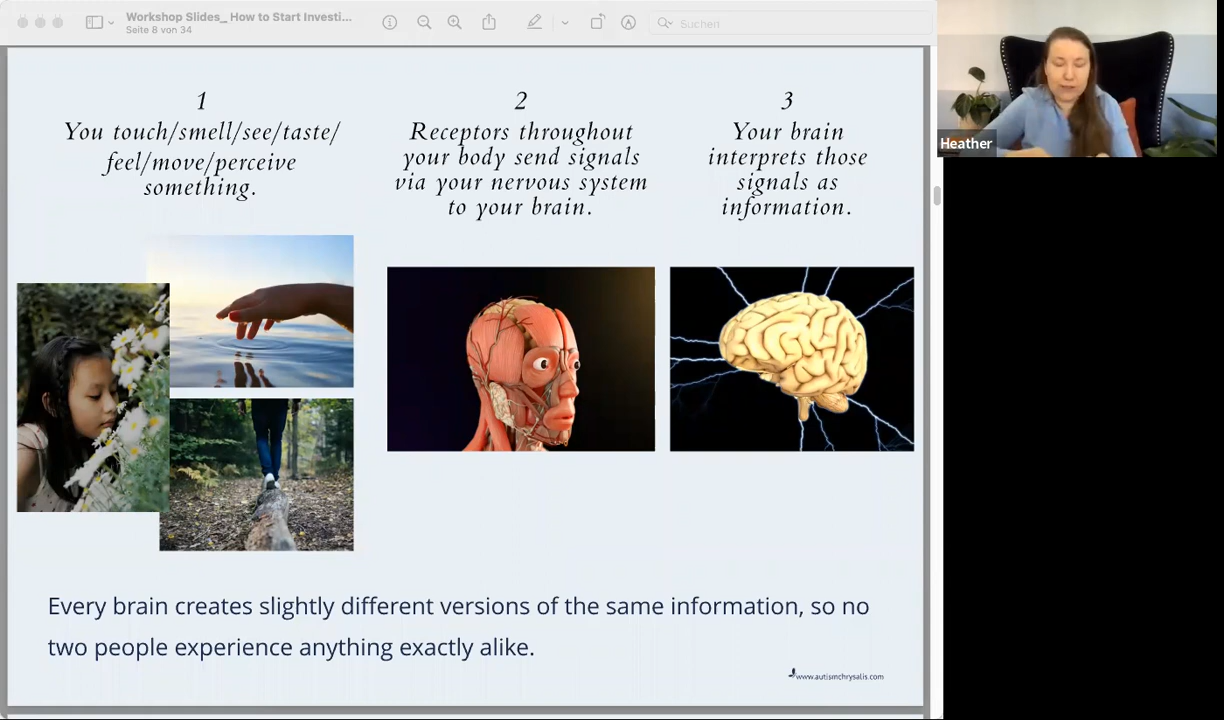 Workshop Slides_ How to Start Investi...
Seite 8 von 34
Suchen
Heather
1
You touch/smell/see/taste/
feel/move/perceive
something.
2
Receptors throughout
your body send signals
via your nervous system
to your brain.
3
Your brain
interprets those
signals as
information.
Every brain creates slightly different versions of the same information, so no
two people experience anything exactly alike.
www.autismchrysalis.com